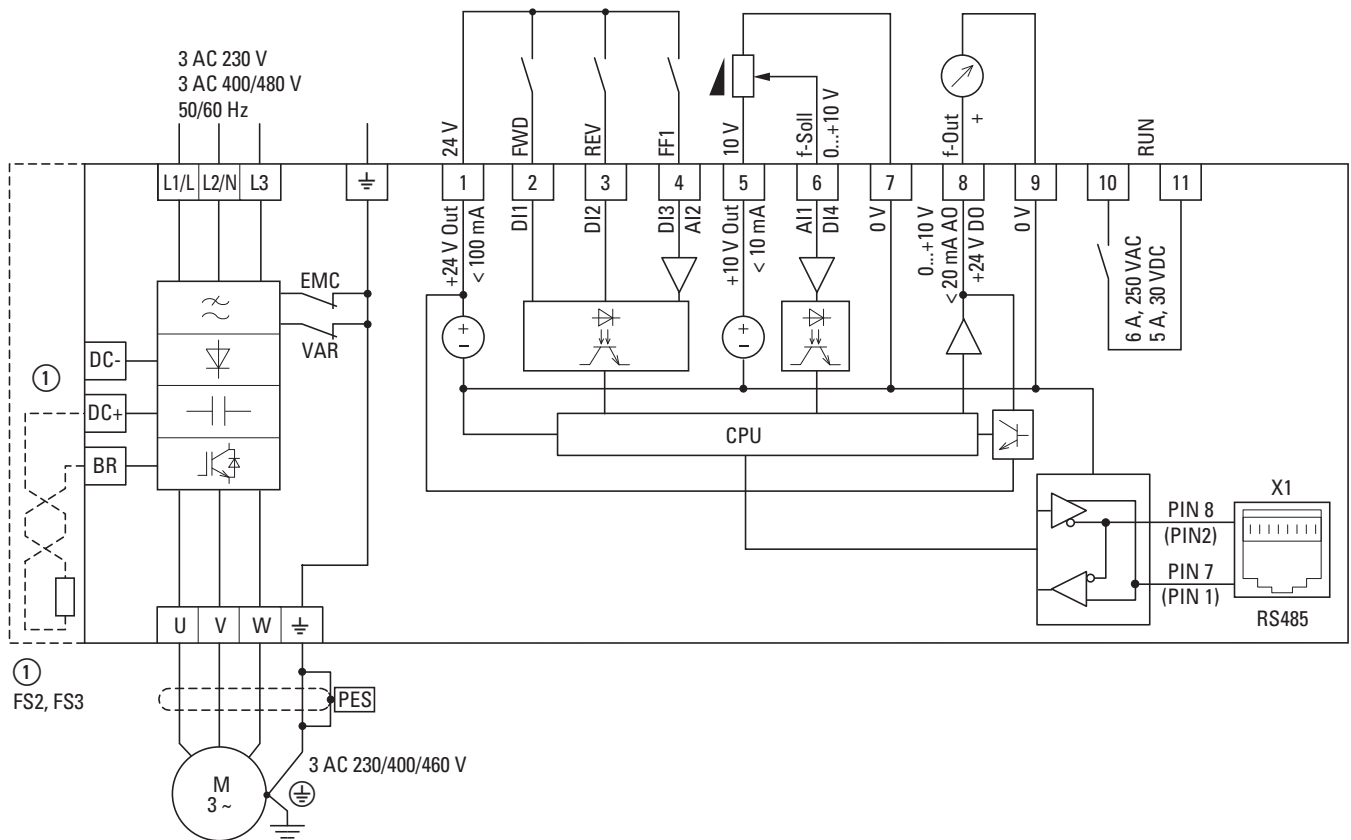 3 AC 230 V
3 AC 400/480 V
50/60 Hz
24 V
FWD
REV
FF1
10 V
f-Soll
0...+10 V
f-Out
+
RUN
L1/L
L2/N
L3
1
2
3
4
5
6
7
8
9
10
11
+24 V Out
< 100 mA
DI1
DI2
DI3
AI2
+10 V Out
< 10 mA
AI1
DI4
0 V
0...+10 V
< 20 mA AO
+24 V DO
0 V
6 A, 250 VAC
5 A, 30 VDC
EMC
VAR
+
−
+
−
DC-
1
DC+
BR
CPU
X1
PIN 8
(PIN2)
PIN 7
(PIN 1)
RS485
U
V
W
1
FS2, FS3
PES
3 AC 230/400/460 V
M
3 ~